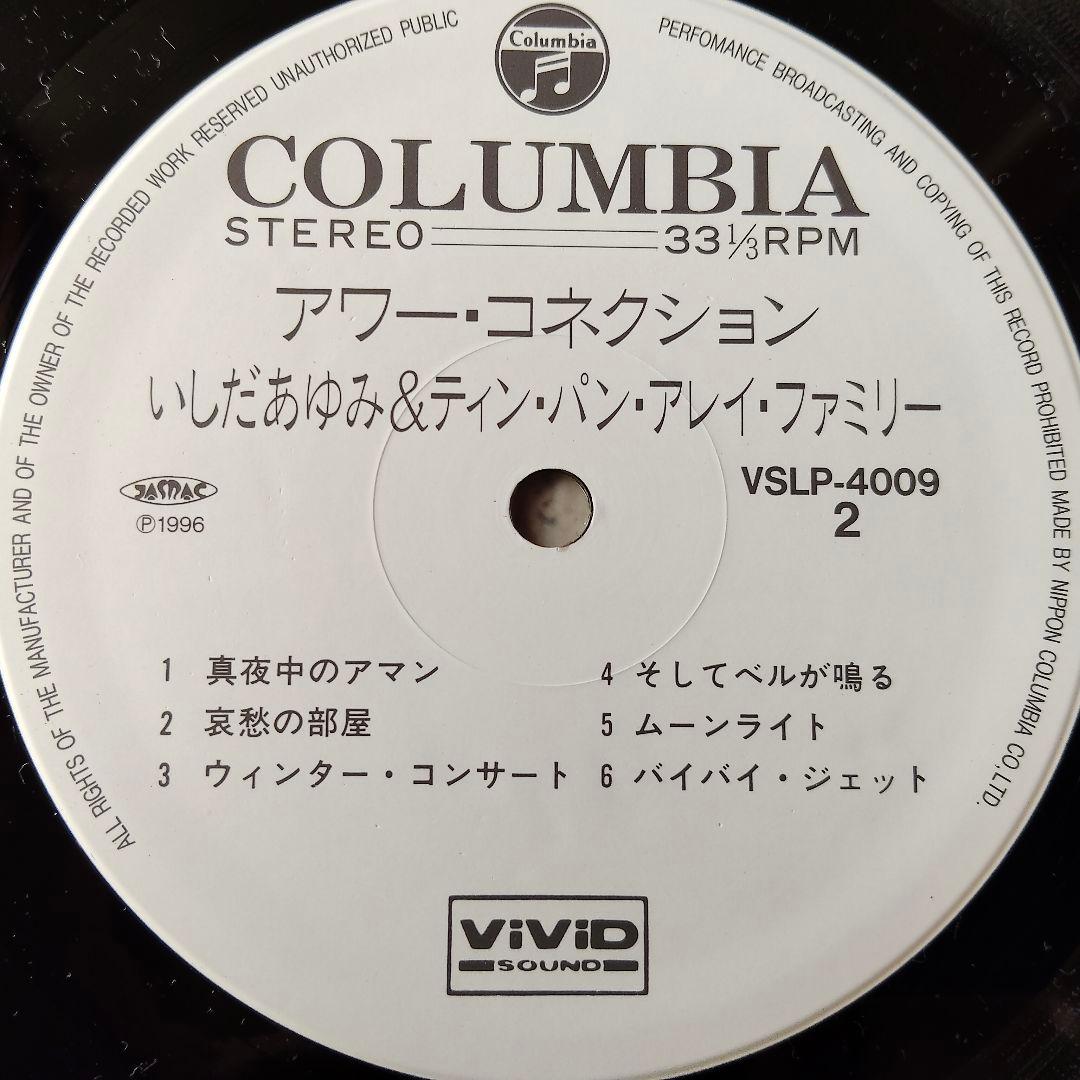 ALL RIGHTS OF THE MANUFACTURER AND OF THE OWNER OF THE RECORDED WORK RESERVED UNAUTHORIZED PUBLIC PERFOMANCE BROADCASTING AND COPYING OF THIS RECORD PROHIBITED MADE BY NIPPON COLUMBIA CO.,LTD.
Columbia
COLUMBIA
STEREO 33 1/3 RPM
アワー・コネクション
いしだあゆみ&ティン・パン・アレイ・ファミリー
JASRAC
VSLP-4009
Ⓟ1996
2
1 真夜中のアマン
2 哀愁の部屋
3 ウィンター・コンサート
4 そしてベルが鳴る
5 ムーンライト
6 バイバイ・ジェット
ViViD
SOUND